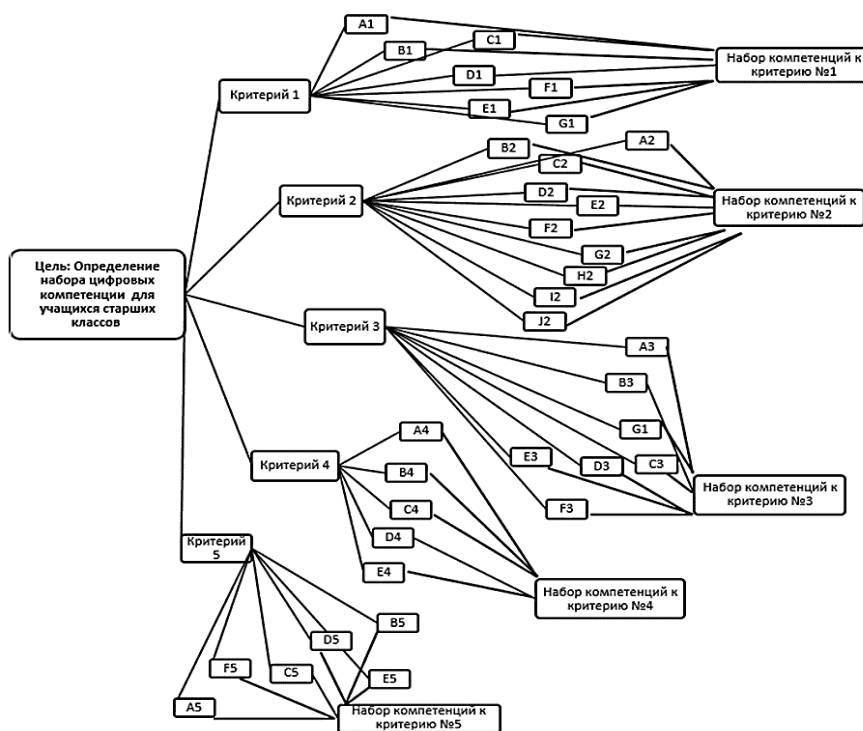 A1
C1
B1
Набор компетенций к
критерию №1
D1
Критерий 1
F1
E1
G1
A2
B2
C2
D2
E2
Критерий 2
Набор компетенций к
критерию №2
F2
G2
H2
I2
J2
Цель: Определение
набора цифровых
компетенции для
учащихся старших
классов
Критерий 3
A3
B3
G1
A4
E3
D3
C3
Критерий 4
B4
Набор компетенций к
критерию №3
C4
F3
D4
Критерий
5
E4
Набор компетенций к
критерию №4
B5
D5
F5
C5
E5
A5
Набор компетенций к
критерию №5